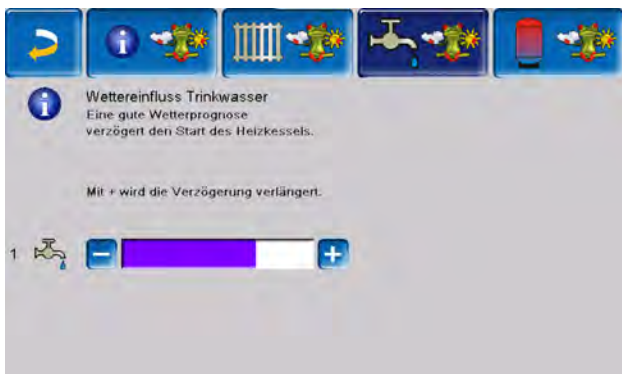 Wettereinfluss Trinkwasser
Eine gute Wetterprognose
verzögert den Start des Heizkessels.
Mit + wird die Verzögerung verlängert.
1